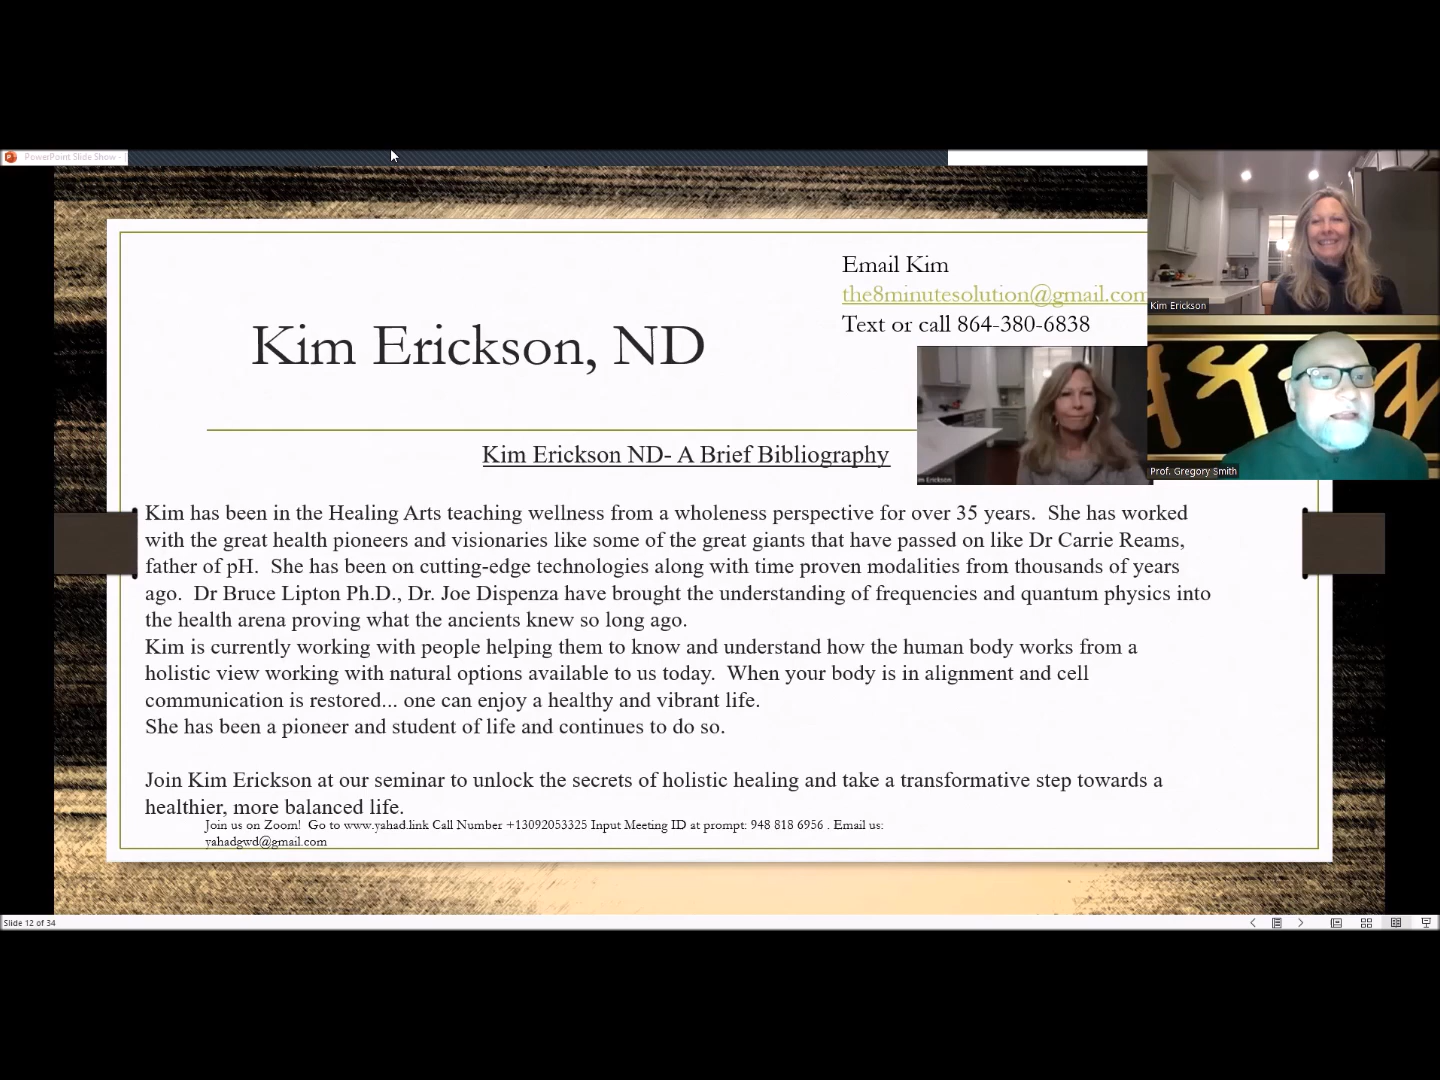 PowerPoint Slide Show -
Email Kim
the8minutesolution@gmail.com
Text or call 864-380-6838
Kim Erickson
Kim Erickson, ND
Prof. Gregory Smith
Kim Erickson ND- A Brief Bibliography
Erickson
Kim has been in the Healing Arts teaching wellness from a wholeness perspective for over 35 years. She has worked
with the great health pioneers and visionaries like some of the great giants that have passed on like Dr Carrie Reams,
father of pH. She has been on cutting-edge technologies along with time proven modalities from thousands of years
ago. Dr Bruce Lipton Ph.D., Dr. Joe Dispenza have brought the understanding of frequencies and quantum physics into
the health arena proving what the ancients knew so long ago.
Kim is currently working with people helping them to know and understand how the human body works from a
holistic view working with natural options available to us today. When your body is in alignment and cell
communication is restored... one can enjoy a healthy and vibrant life.
She has been a pioneer and student of life and continues to do so.
Join Kim Erickson at our seminar to unlock the secrets of holistic healing and take a transformative step towards a
healthier, more balanced life.
Join us on Zoom! Go to www.yahad.link Call Number +13092053325 Input Meeting ID at prompt: 948 818 6956 . Email us:
yahadgwd@gmail.com
Slide 12 of 34